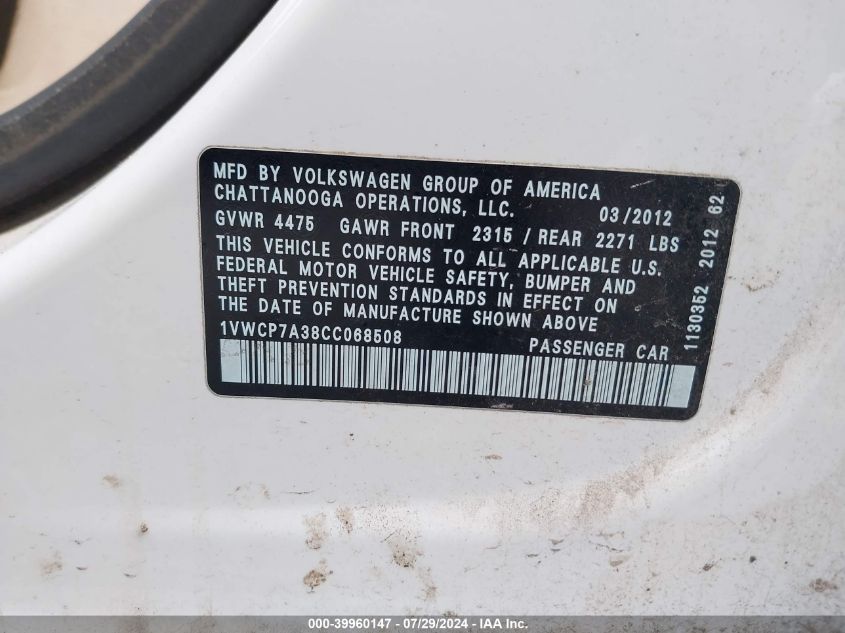 MFD BY VOLKSWAGEN GROUP OF AMERICA
CHATTANOOGA OPERATIONS, LLC. 03/2012
GVWR 4475 GAWR FRONT 2315 / REAR 2271 LBS
THIS VEHICLE CONFORMS TO ALL APPLICABLE U.S.
FEDERAL MOTOR VEHICLE SAFETY, BUMPER AND
THEFT PREVENTION STANDARDS IN EFFECT ON
THE DATE OF MANUFACTURE SHOWN ABOVE
1VWCP7A38CC068508 PASSENGER CAR
1130352 2012 62
000-39960147 - 07/29/2024 - IAA Inc.